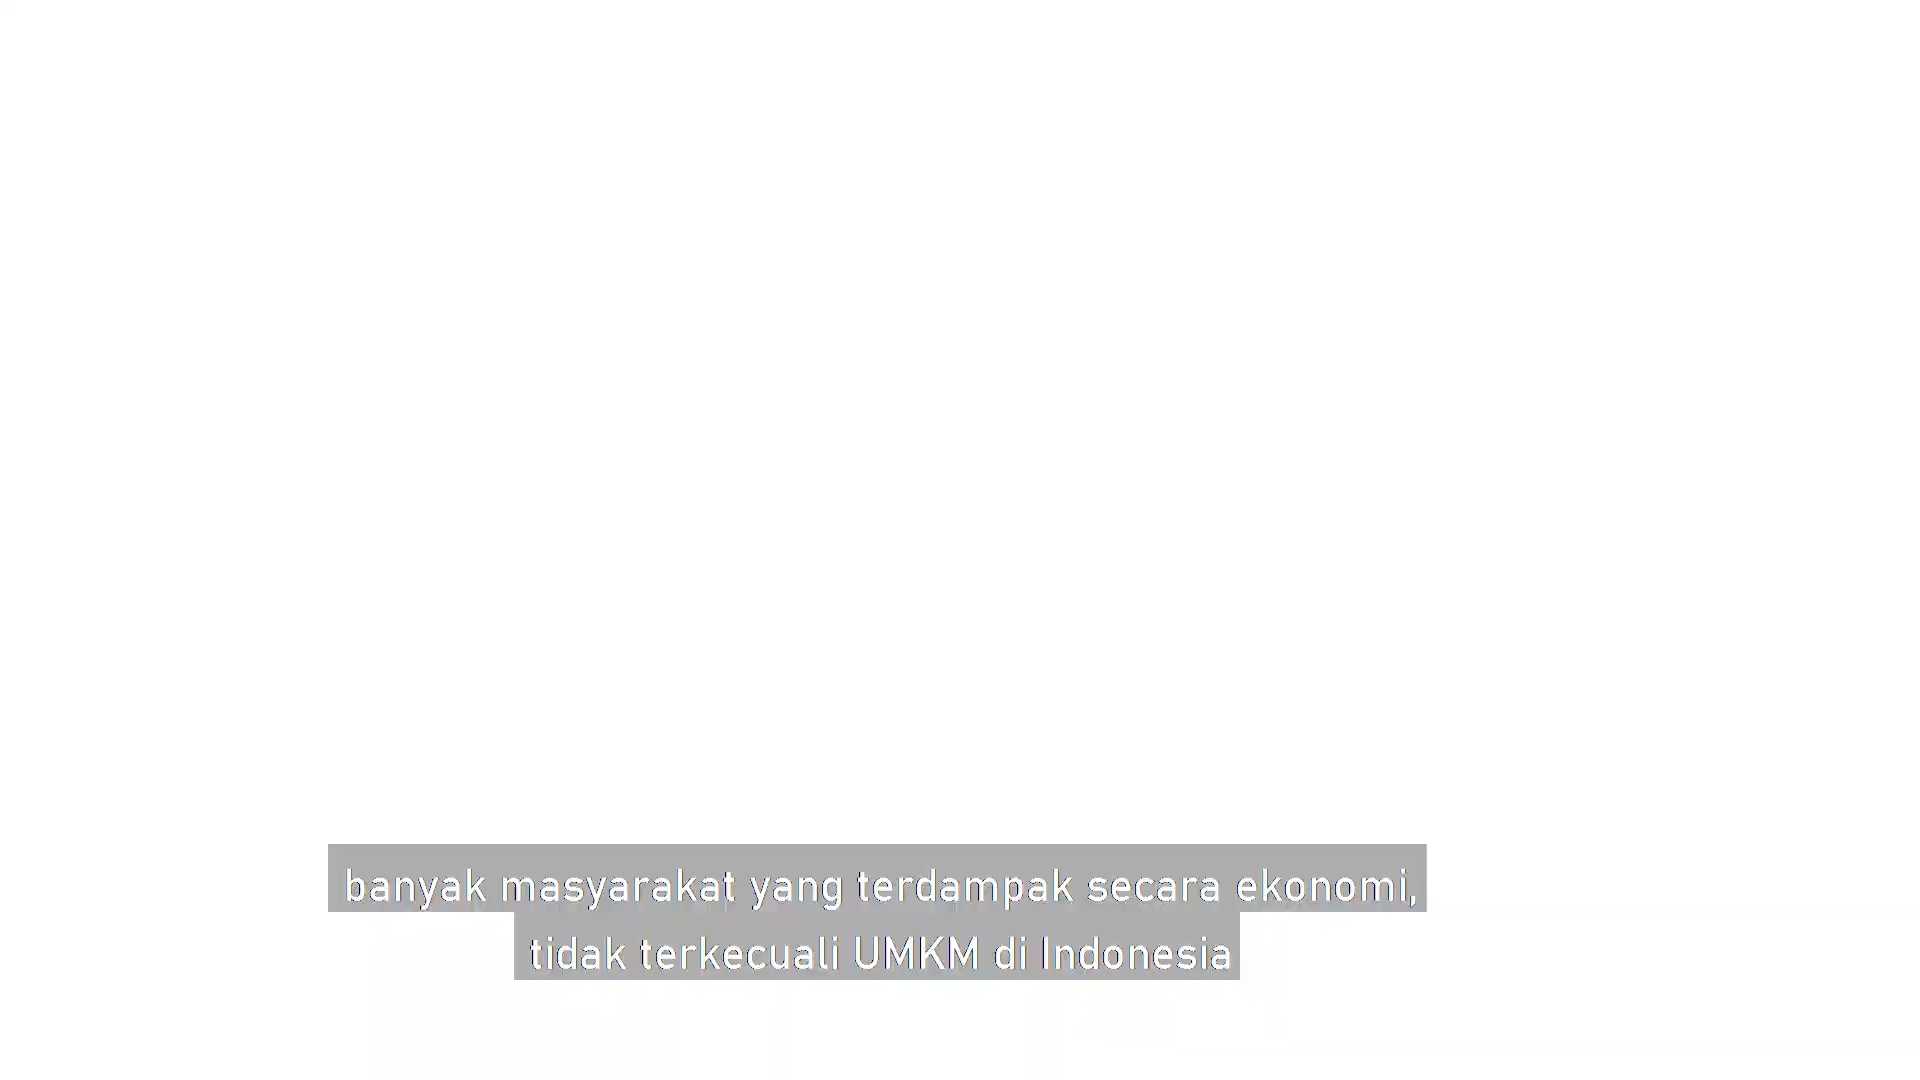 banyak masyarakat yang terdampak secara ekonomi,
tidak terkecuali UMKM di Indonesia